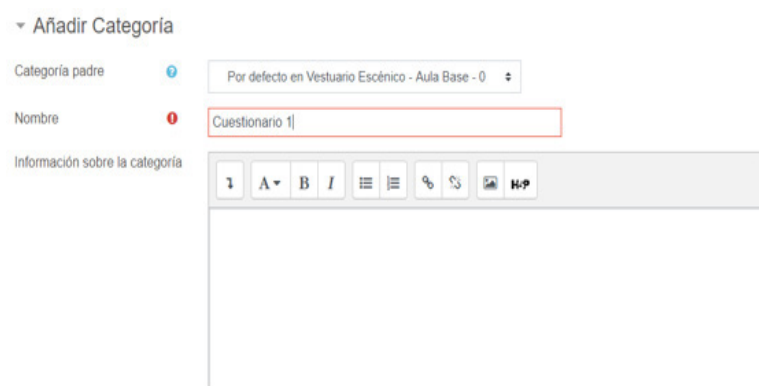 Añadir Categoría
Categoría padre
Por defecto en Vestuario Escénico - Aula Base - 0
Nombre
Cuestionario 1
Información sobre la categoría
A B I H5P